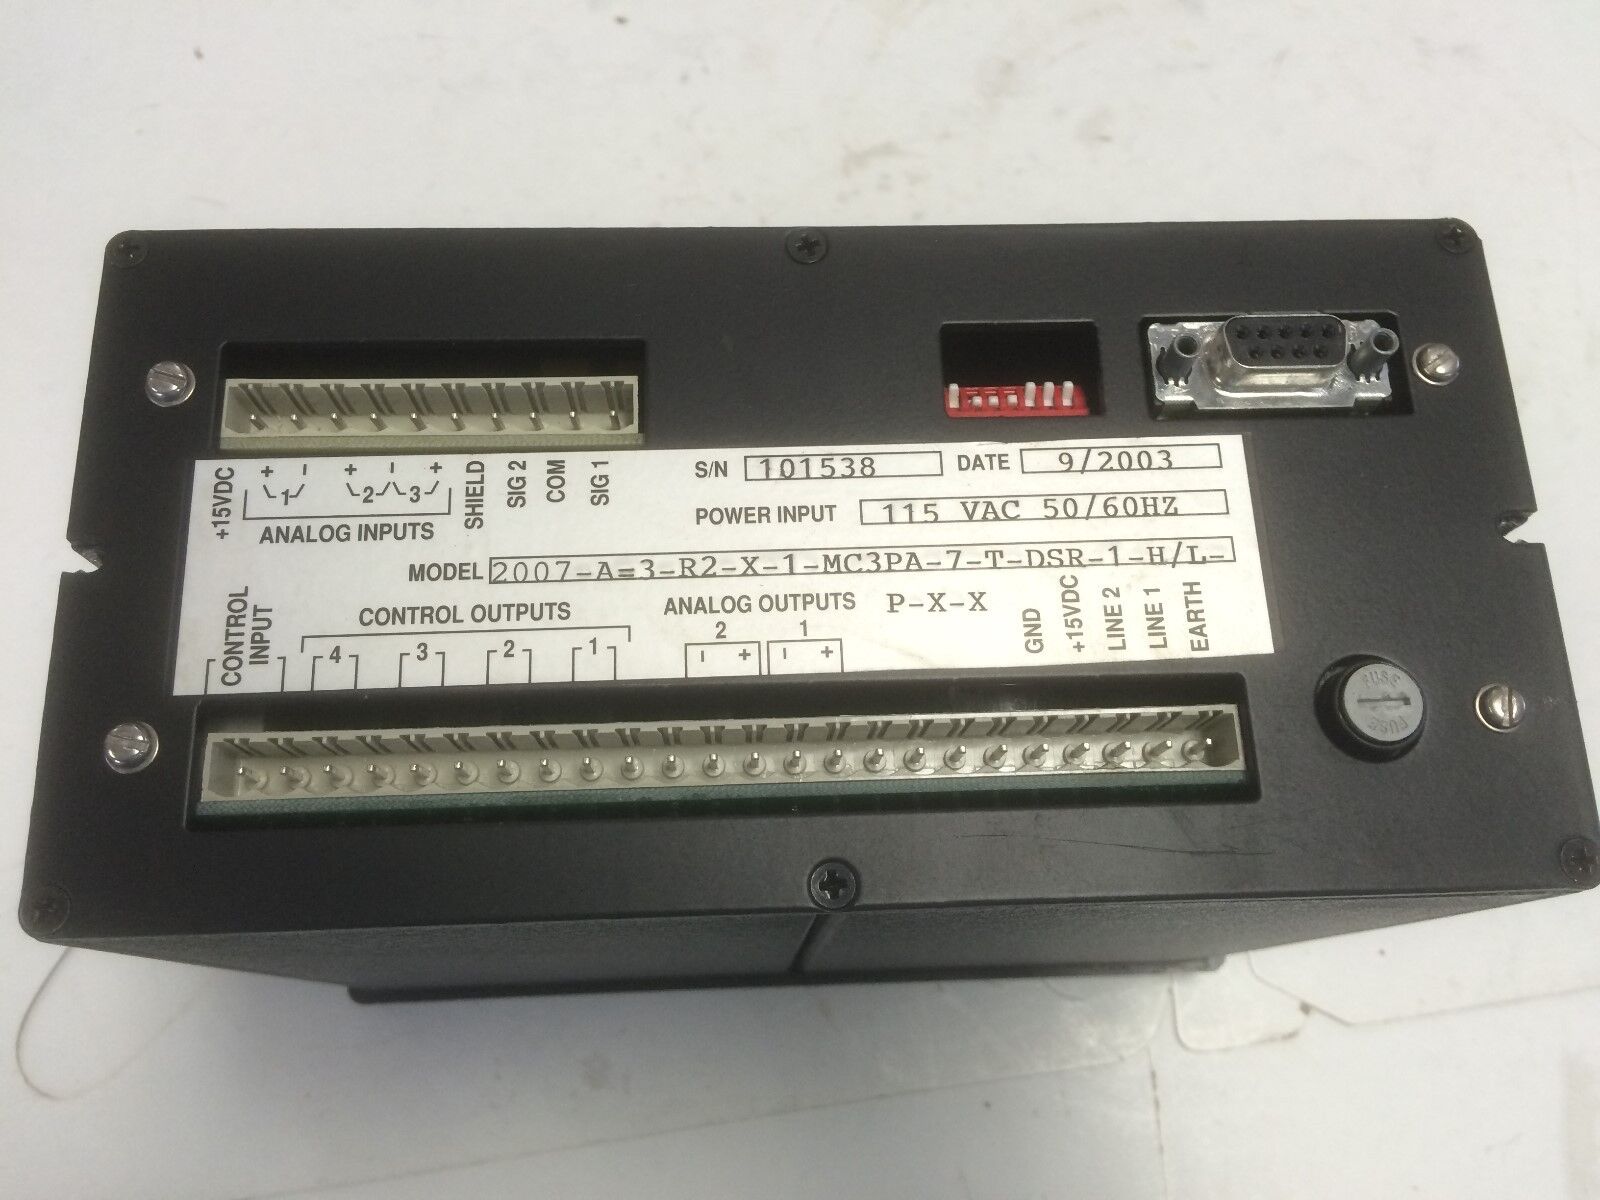 +15VDC + - + - + SHIELD SIG 2 COM SIG 1
1 2 3
ANALOG INPUTS
S/N 101538 DATE 9/2003
POWER INPUT 115 VAC 50/60HZ
MODEL 2007-A=3-R2-X-1-MC3PA-7-T-DSR-1-H/L-
P-X-X
CONTROL INPUT
CONTROL OUTPUTS
4 3 2 1
ANALOG OUTPUTS
2 1
- + - +
GND +15VDC LINE 2 LINE 1 EARTH
FUSE
FUSE